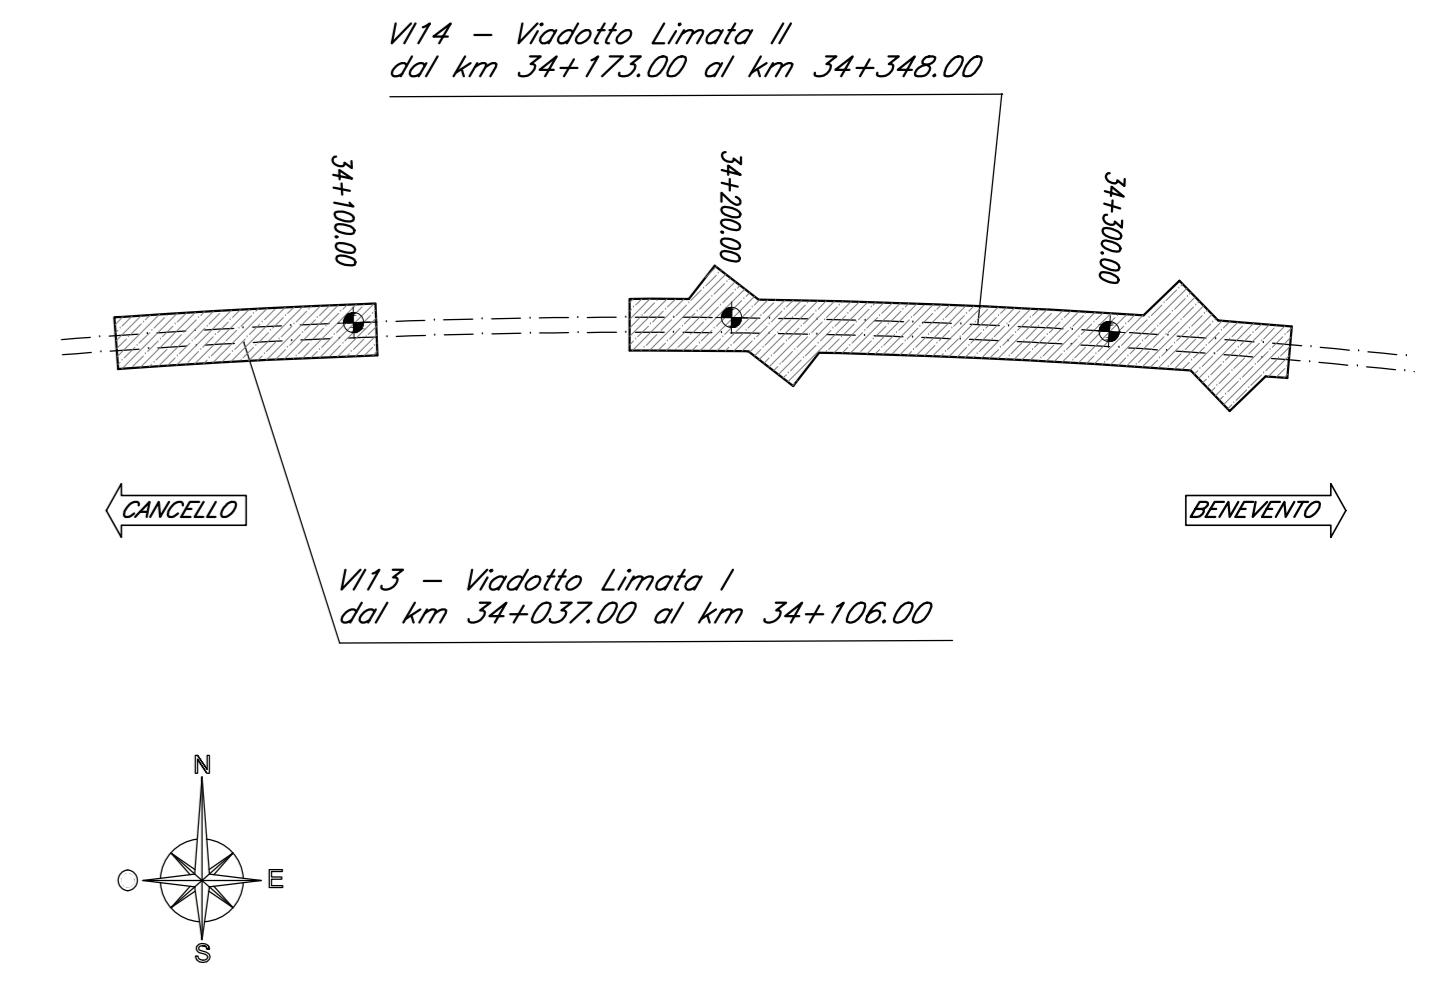 VI14 – Viadotto Limata II
dal km 34+173.00 al km 34+348.00
34+100.00
34+200.00
34+300.00
CANCELLO
BENEVENTO
VI13 – Viadotto Limata I
dal km 34+037.00 al km 34+106.00
N
O
E
S